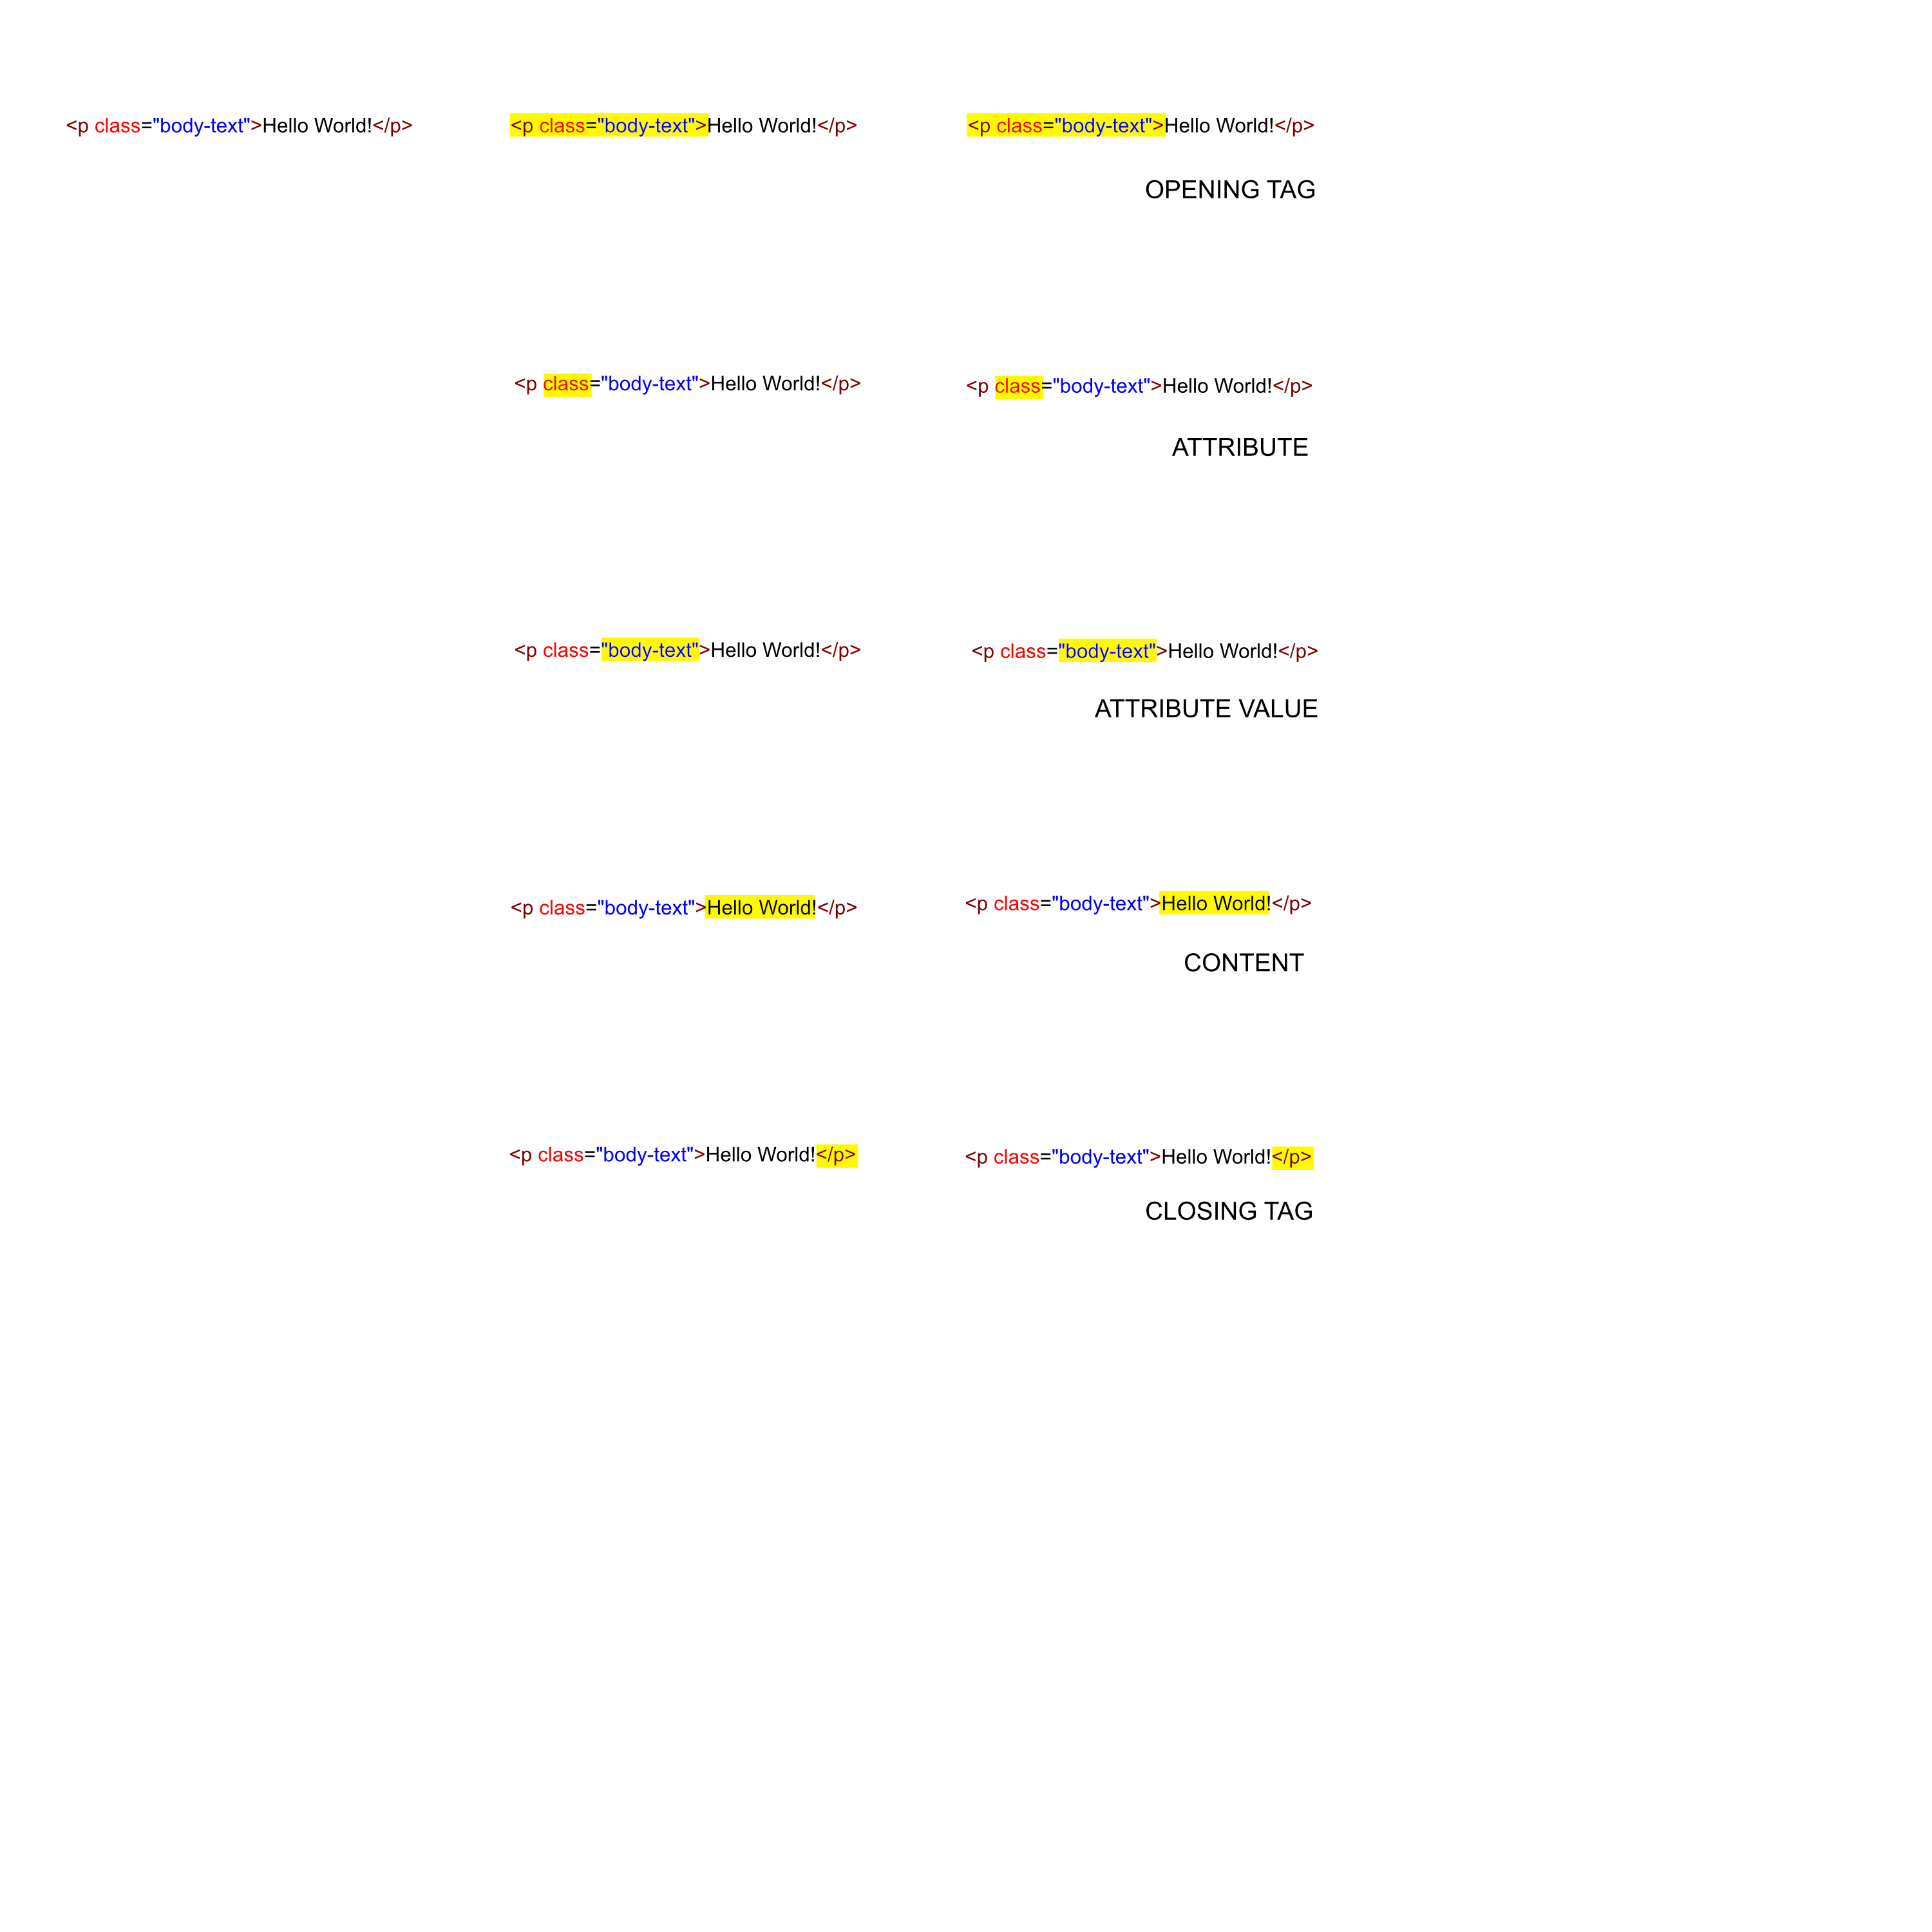 <p class="body-text">Hello World!</p> <p class="body-text">Hello World!</p> <p class="body-text">Hello World!</p>
OPENING TAG
<p class="body-text">Hello World!</p> <p class="body-text">Hello World!</p>
ATTRIBUTE
<p class="body-text">Hello World!</p> <p class="body-text">Hello World!</p>
ATTRIBUTE VALUE
<p class="body-text">Hello World!</p> <p class="body-text">Hello World!</p>
CONTENT
<p class="body-text">Hello World!</p> <p class="body-text">Hello World!</p>
CLOSING TAG